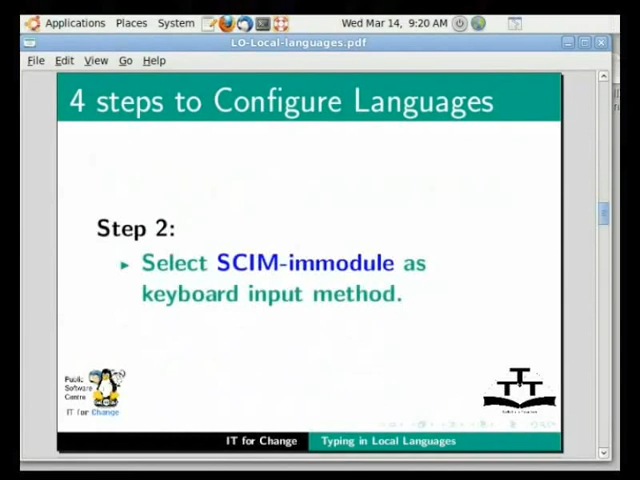 Applications Places System Wed Mar 14, 9:20 AM
LO-Local-languages.pdf
File Edit View Go Help
4 steps to Configure Languages
Step 2:
Select SCIM-immodule as
keyboard input method.
Public
Software
Centre
IT for Change
IT for Change Typing in Local Languages